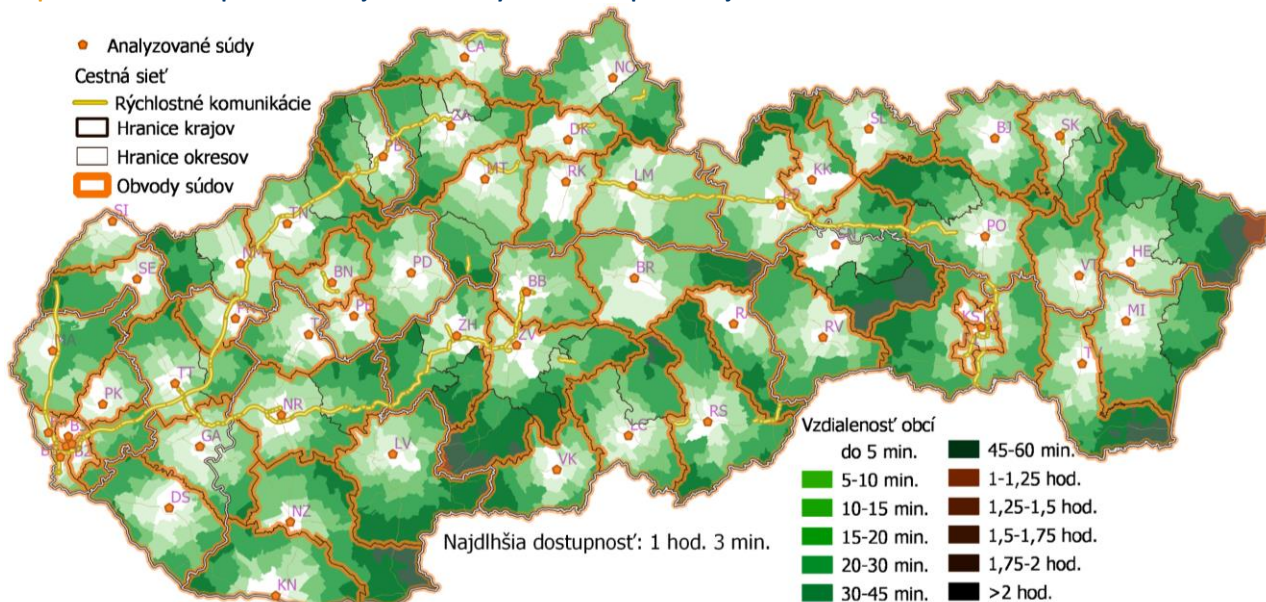 Analyzované súdy
Cestná sieť
Rýchlostné komunikácie
Hranice krajov
Hranice okresov
Obvody súdov
CA
NO
ZA
DK
SL
BJ
SK
PB
MT
RK
LM
KK
SI
TN
PO
SE
NM
BN
PD
BB
BR
HE
VT
MI
PE
ZH
ZV
RA
RV
KS
PK
TT
NR
GA
LV
LC
RS
VK
DS
NZ
KN
Najdlhšia dostupnosť: 1 hod. 3 min.
Vzdialenosť obcí
do 5 min.
5-10 min.
10-15 min.
15-20 min.
20-30 min.
30-45 min.
45-60 min.
1-1,25 hod.
1,25-1,5 hod.
1,5-1,75 hod.
1,75-2 hod.
>2 hod.